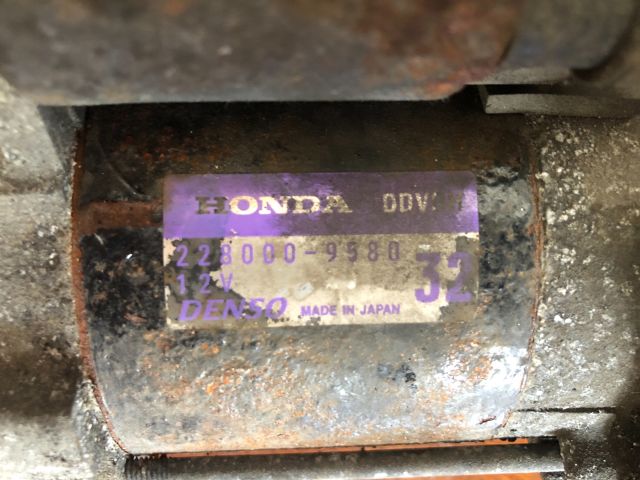 HONDA
228000-9580
12V 32
DENSO MADE IN JAPAN